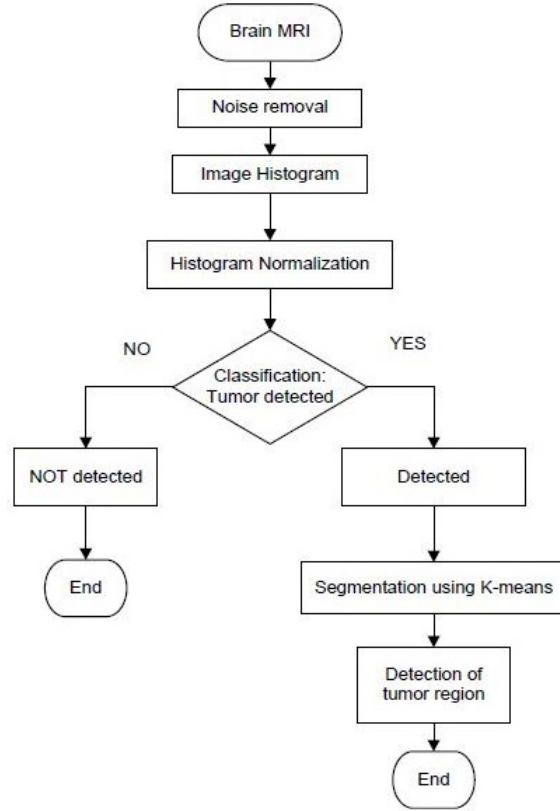 Brain MRI
Noise removal
Image Histogram
Histogram Normalization
NO
YES
Classification:
Tumor detected
NOT detected
Detected
End
Segmentation using K-means
Detection of
tumor region
End